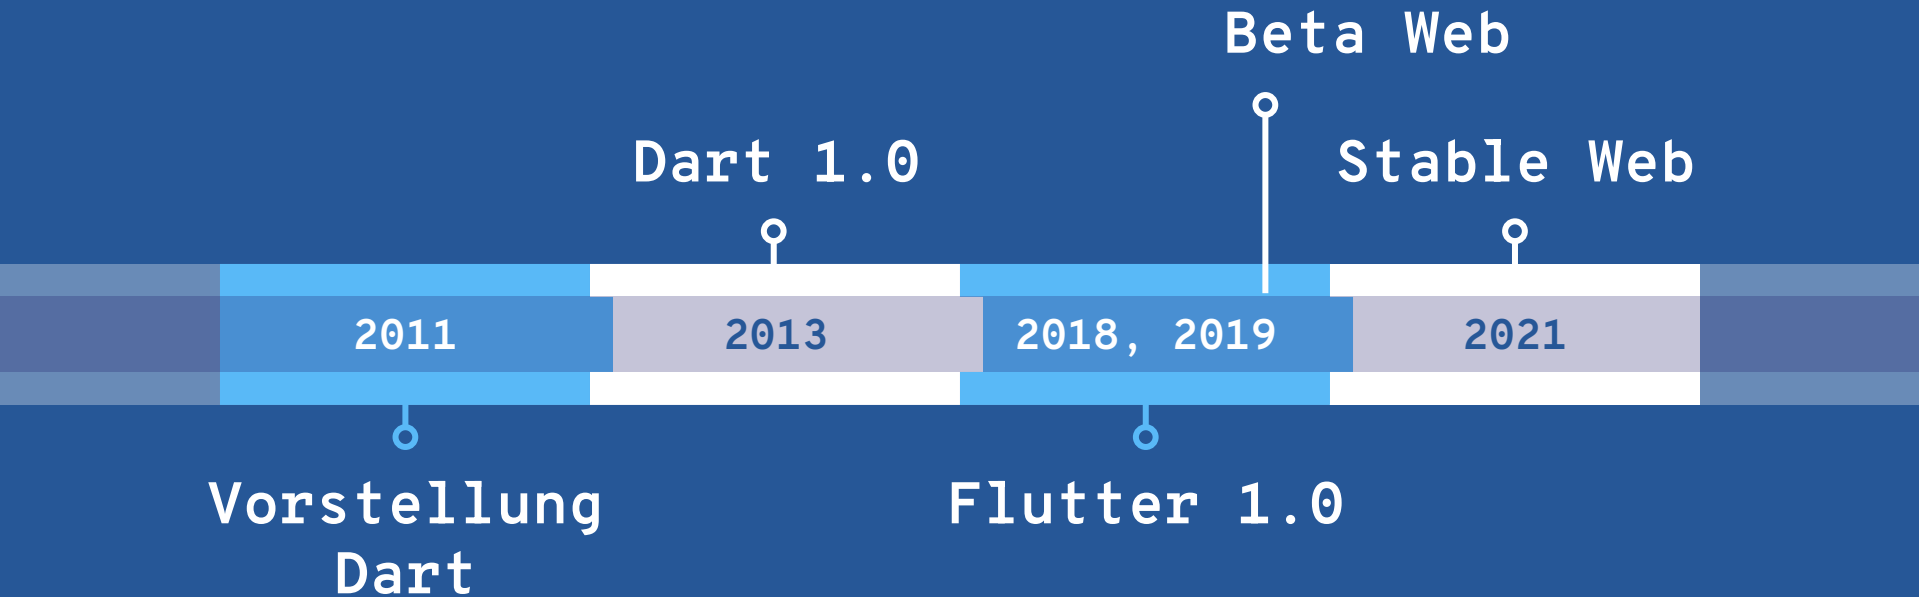 Beta Web
Dart 1.0
Stable Web
2011
2013
2018, 2019
2021
Vorstellung
Dart
Flutter 1.0